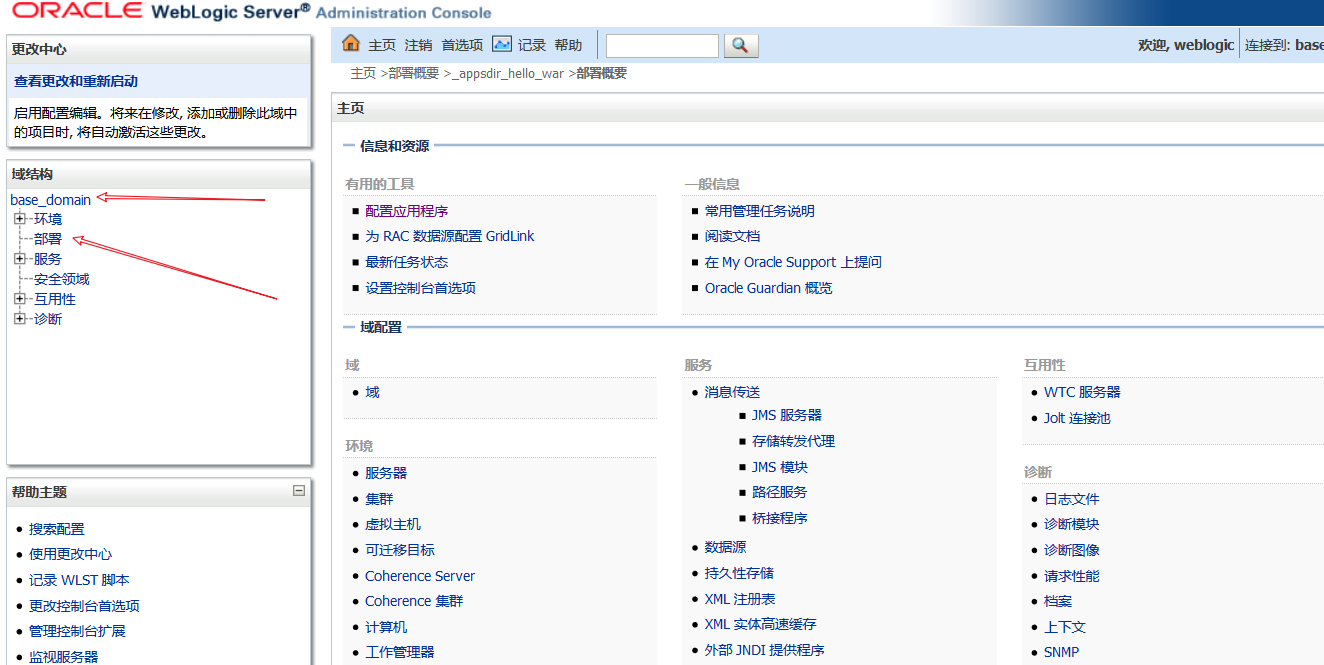 ORACLE WebLogic Server® Administration Console
更改中心
查看更改和重新启动
启用配置编辑。将来在修改, 添加或删除此域中
的项目时, 将自动激活这些更改。
域结构
base_domain
环境
部署
服务
安全领域
互用性
诊断
帮助主题
搜索配置
使用更改中心
记录 WLST 脚本
更改控制台首选项
管理控制台扩展
监视服务器
主页 注销 首选项 记录 帮助
欢迎, weblogic 连接到: base
主页 >部署概要 >_appsdir_hello_war >部署概要
主页
信息和资源
有用的工具
配置应用程序
为 RAC 数据源配置 GridLink
最新任务状态
设置控制台首选项
一般信息
常用管理任务说明
阅读文档
在 My Oracle Support 上提问
Oracle Guardian 概览
域配置
域
域
环境
服务器
集群
虚拟主机
可迁移目标
Coherence Server
Coherence 集群
计算机
工作管理器
服务
消息传送
JMS 服务器
存储转发代理
JMS 模块
路径服务
桥接程序
数据源
持久性存储
XML 注册表
XML 实体高速缓存
外部 JNDI 提供程序
互用性
WTC 服务器
Jolt 连接池
诊断
日志文件
诊断模块
诊断图像
请求性能
档案
上下文
SNMP